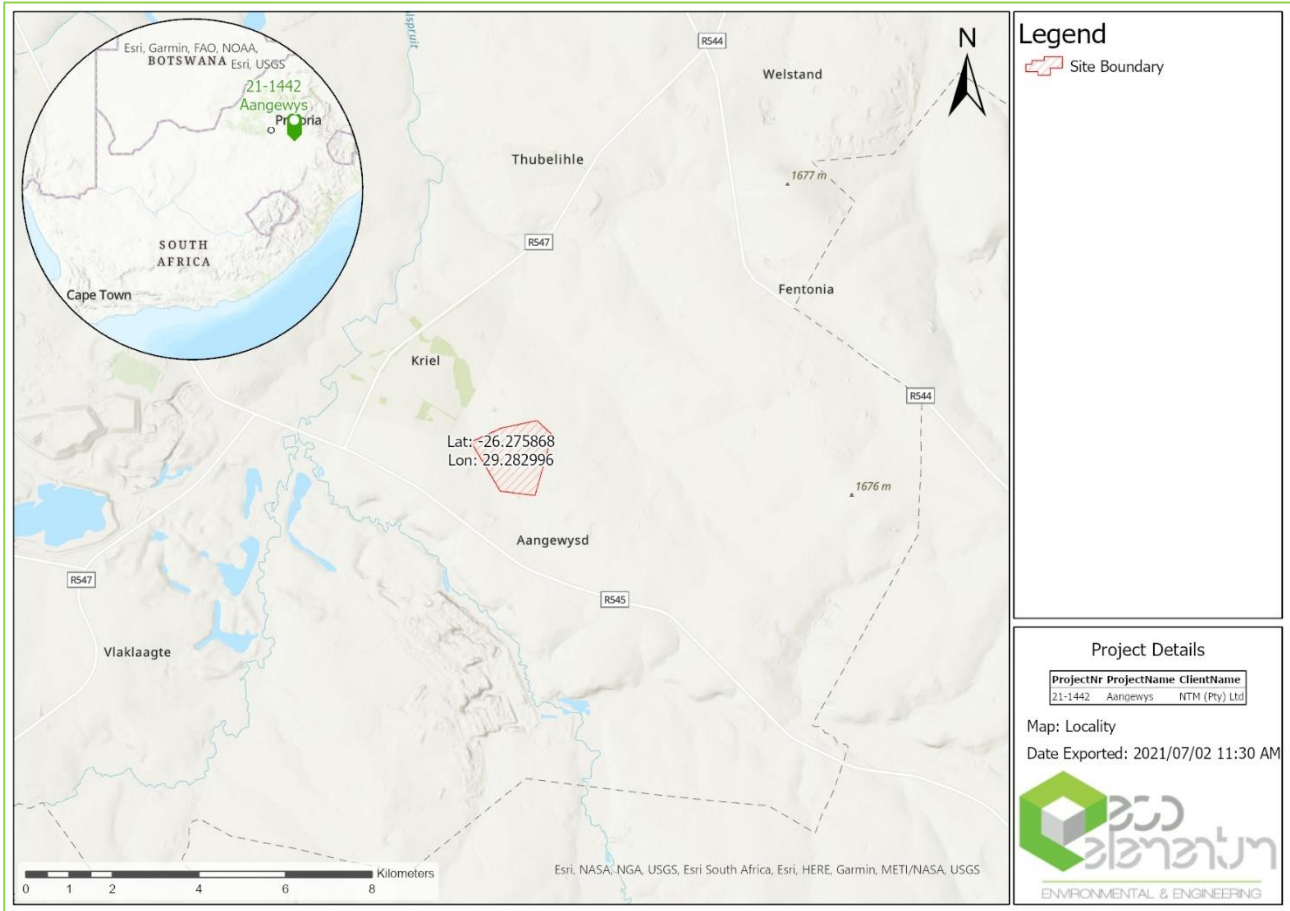 Esri, Garmin, FAO, NOAA,
BOTSWANA Esri, USGS
21-1442
Aangewys
SOUTH
AFRICA
Cape Town
R544
Welstand
Thubelihle
1677 m
R547
Fentonia
Kriel
R544
Lat: -26.275868
Lon: 29.282996
1676 m
Aangewysd
R547
R545
Vlaklaagte
Kilometers
0 1 2 4 6 8
Esri, NASA, NGA, USGS, Esri South Africa, Esri, HERE, Garmin, METI/NASA, USGS
N
Legend
Site Boundary
Project Details
ProjectNr ProjectName ClientName
21-1442 Aangewys NTM (Pty) Ltd
Map: Locality
Date Exported: 2021/07/02 11:30 AM
eco
elementum
ENVIRONMENTAL & ENGINEERING